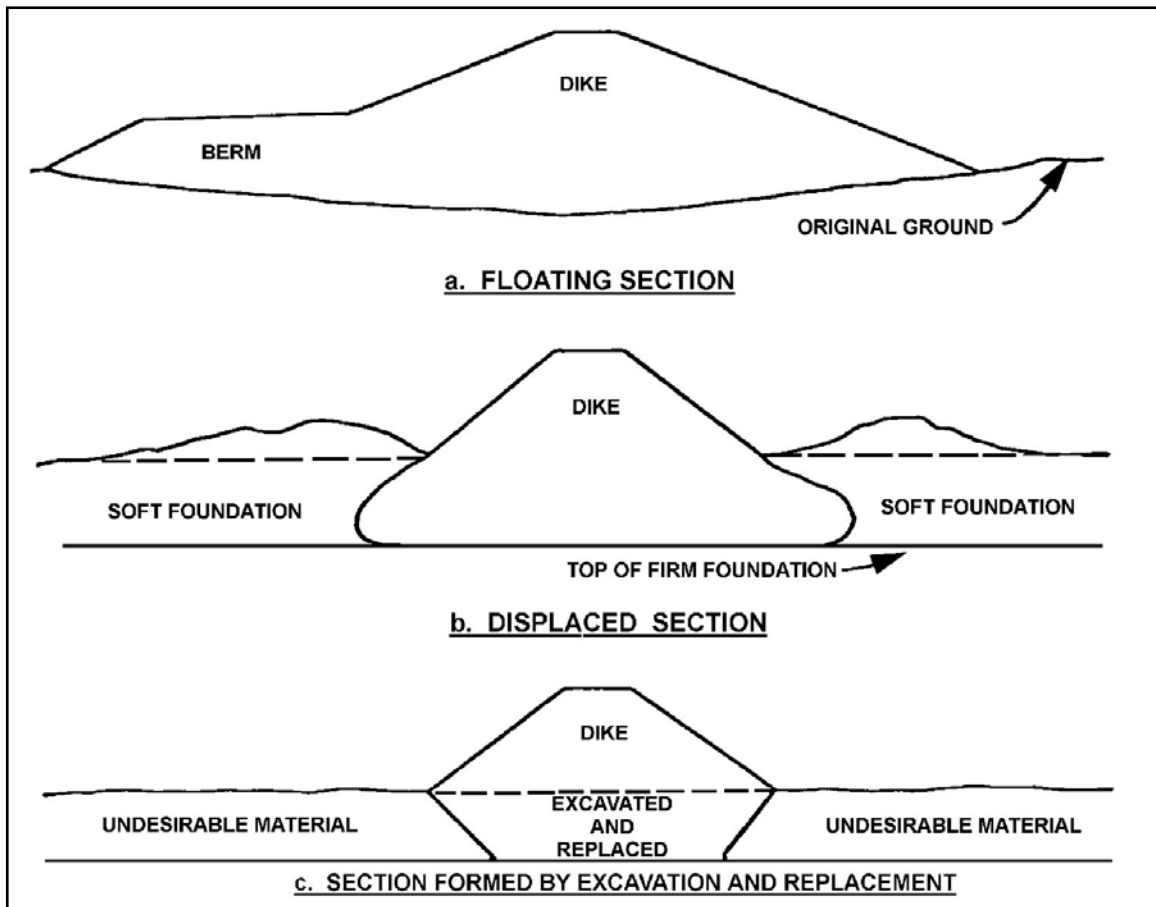 DIKE
BERM
ORIGINAL GROUND
a. FLOATING SECTION
DIKE
SOFT FOUNDATION
SOFT FOUNDATION
TOP OF FIRM FOUNDATION
b. DISPLACED SECTION
DIKE
UNDESIRABLE MATERIAL
EXCAVATED
AND
REPLACED
UNDESIRABLE MATERIAL
c. SECTION FORMED BY EXCAVATION AND REPLACEMENT